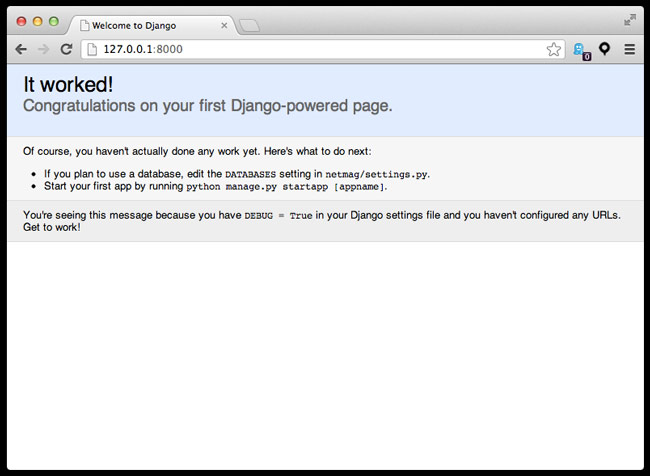 Welcome to Django
127.0.0.1:8000
0
It worked!
Congratulations on your first Django-powered page.
Of course, you haven't actually done any work yet. Here's what to do next:
If you plan to use a database, edit the DATABASES setting in netmag/settings.py.
Start your first app by running python manage.py startapp [appname].
You're seeing this message because you have DEBUG = True in your Django settings file and you haven't configured any URLs.
Get to work!